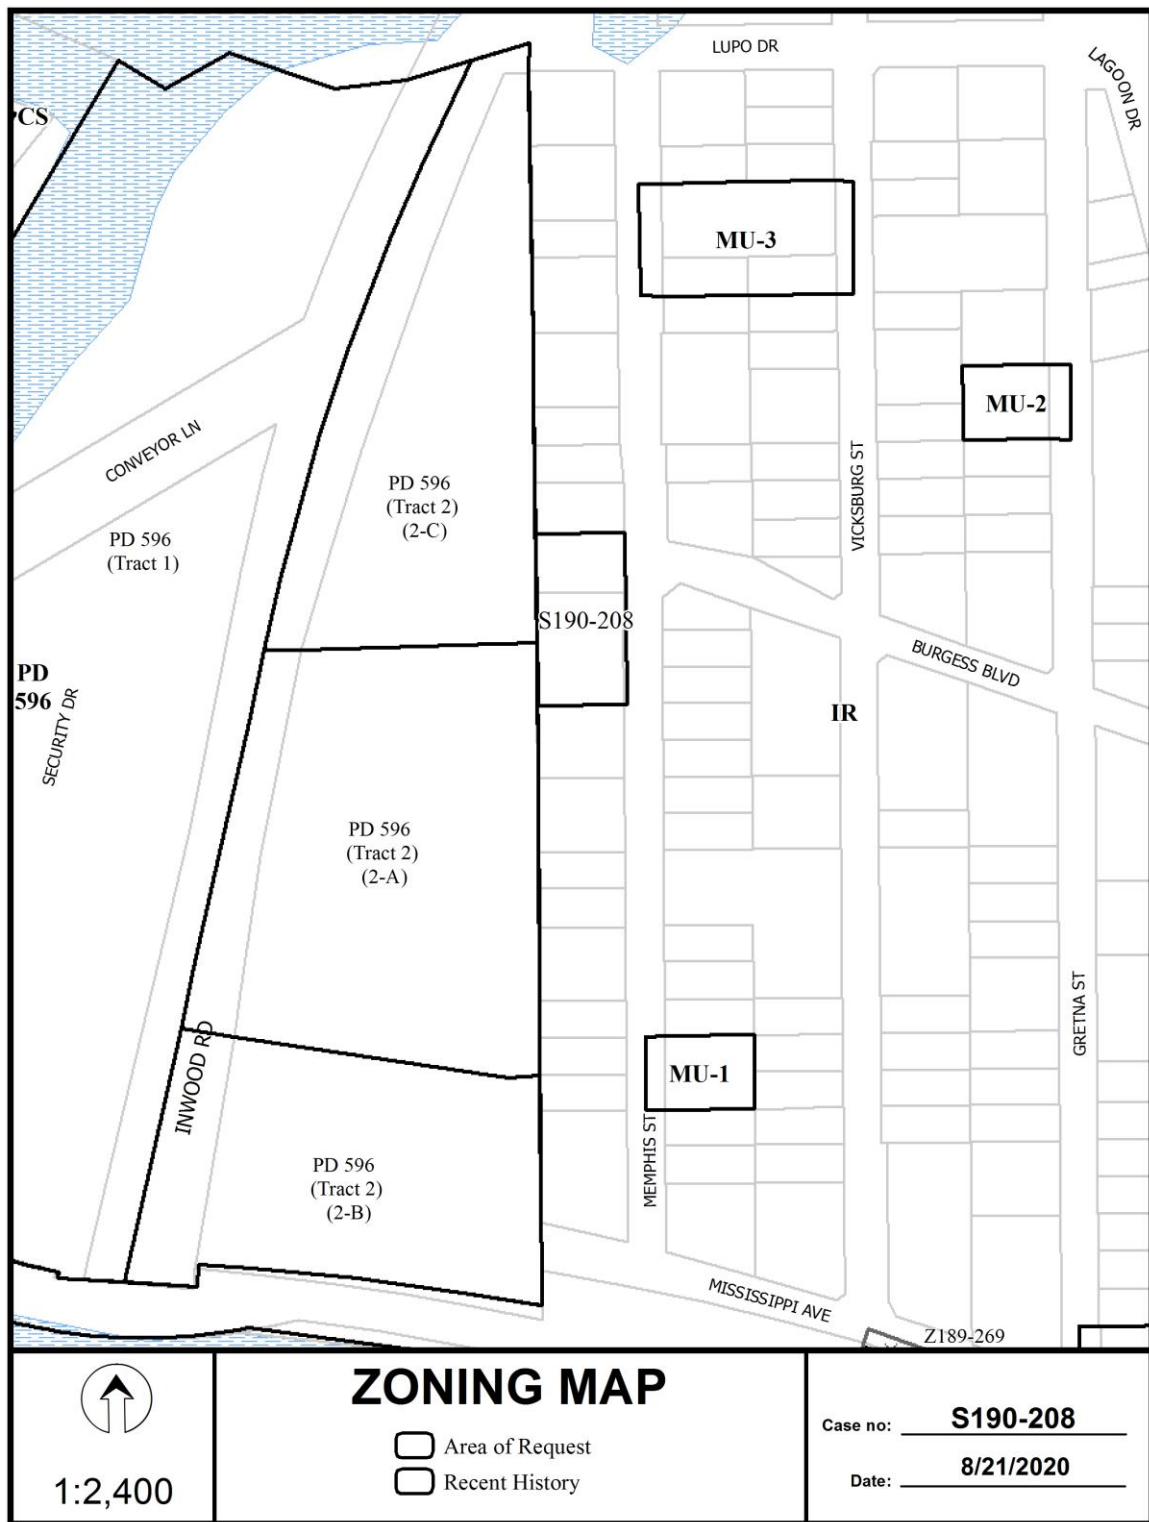 LUPO DR
LAGOON DR
PCS
MU-3
MU-2
CONVEYOR LN
VICKSBURG ST
PD 596
(Tract 2)
(2-C)
PD 596
(Tract 1)
S190-208
BURGESS BLVD
PD
596
SECURITY DR
IR
PD 596
(Tract 2)
(2-A)
GRETNA ST
INWOOD RD
MU-1
MEMPHIS ST
PD 596
(Tract 2)
(2-B)
MISSISSIPPI AVE
Z189-269
1:2,400
ZONING MAP
Area of Request
Recent History
Case no: S190-208
Date: 8/21/2020